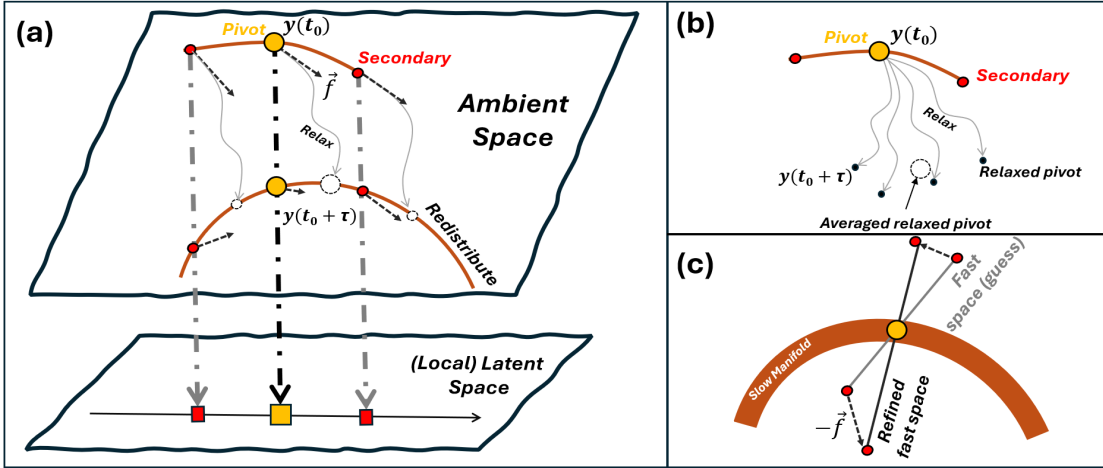 (a)
Pivot
y(t₀)
Secondary
f⃗
Relax
Ambient
Space
y(t₀ + τ)
Redistribute
(Local) Latent
Space
(b)
Pivot
y(t₀)
Secondary
Relax
y(t₀ + τ)
Relaxed pivot
Averaged relaxed pivot
(c)
Fast
space (guess)
Slow Manifold
−f⃗
Refined
fast space